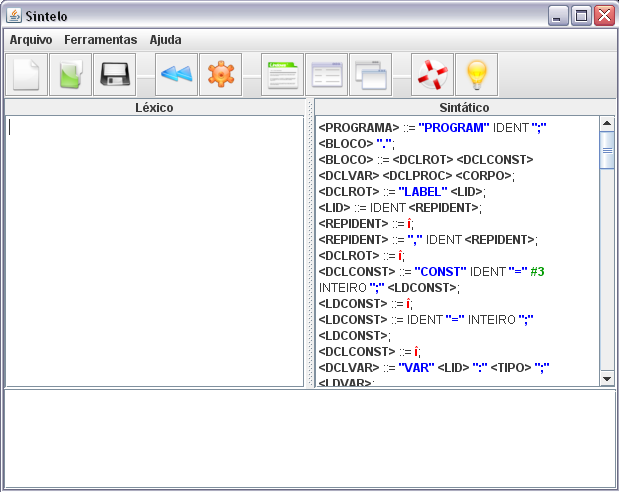 Sintelo
Arquivo Ferramentas Ajuda
Léxico
Sintático
<PROGRAMA> ::= "PROGRAM" IDENT ";"
<BLOCO> ".";
<BLOCO> ::= <DCLROT> <DCLCONST>
<DCLVAR> <DCLPROC> <CORPO>;
<DCLROT> ::= "LABEL" <LID>;
<LID> ::= IDENT <REPIDENT>;
<REPIDENT> ::= î;
<REPIDENT> ::= "," IDENT <REPIDENT>;
<DCLROT> ::= î;
<DCLCONST> ::= "CONST" IDENT "=" #3
INTEIRO ";" <LDCONST>;
<LDCONST> ::= î;
<LDCONST> ::= IDENT "=" INTEIRO ";"
<LDCONST>;
<DCLCONST> ::= î;
<DCLVAR> ::= "VAR" <LID> ":" <TIPO> ";"
<LDVAR>;